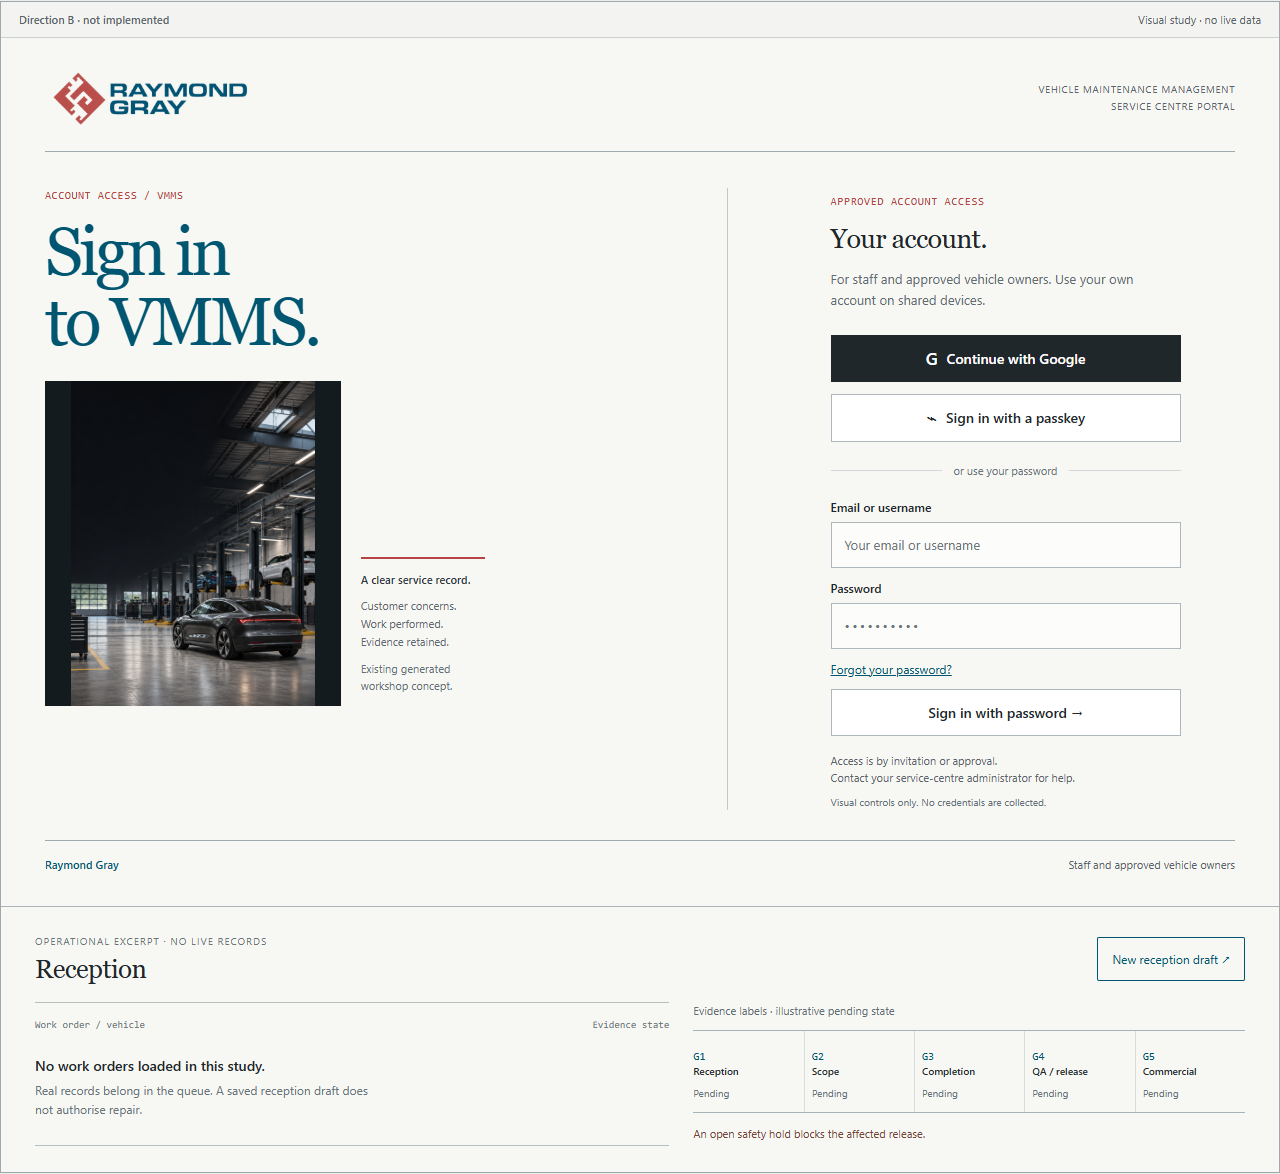 Direction B · not implemented
Visual study · no live data
RAYMOND
GRAY
VEHICLE MAINTENANCE MANAGEMENT
SERVICE CENTRE PORTAL
ACCOUNT ACCESS / VMMS
Sign in
to VMMS.
A clear service record.
Customer concerns.
Work performed.
Evidence retained.
Existing generated
workshop concept.
APPROVED ACCOUNT ACCESS
Your account.
For staff and approved vehicle owners. Use your own
account on shared devices.
G Continue with Google
Sign in with a passkey
or use your password
Email or username
Your email or username
Password
••••••••••
Forgot your password?
Sign in with password →
Access is by invitation or approval.
Contact your service-centre administrator for help.
Visual controls only. No credentials are collected.
Raymond Gray
Staff and approved vehicle owners
OPERATIONAL EXCERPT · NO LIVE RECORDS
Reception
New reception draft ↗
Work order / vehicle
Evidence state
No work orders loaded in this study.
Real records belong in the queue. A saved reception draft does
not authorise repair.
Evidence labels · illustrative pending state
G1
Reception
Pending
G2
Scope
Pending
G3
Completion
Pending
G4
QA / release
Pending
G5
Commercial
Pending
An open safety hold blocks the affected release.